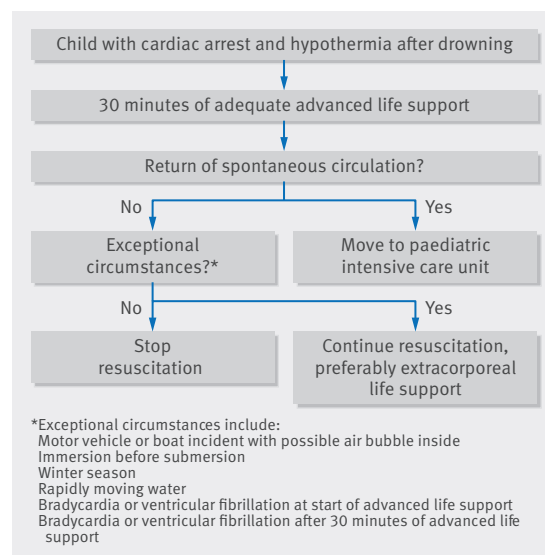 Child with cardiac arrest and hypothermia after drowning
30 minutes of adequate advanced life support
Return of spontaneous circulation?
No
Yes
Exceptional
circumstances?*
Move to paediatric
intensive care unit
No
Yes
Stop
resuscitation
Continue resuscitation,
preferably extracorporeal
life support
*Exceptional circumstances include:
Motor vehicle or boat incident with possible air bubble inside
Immersion before submersion
Winter season
Rapidly moving water
Bradycardia or ventricular fibrillation at start of advanced life support
Bradycardia or ventricular fibrillation after 30 minutes of advanced life
support